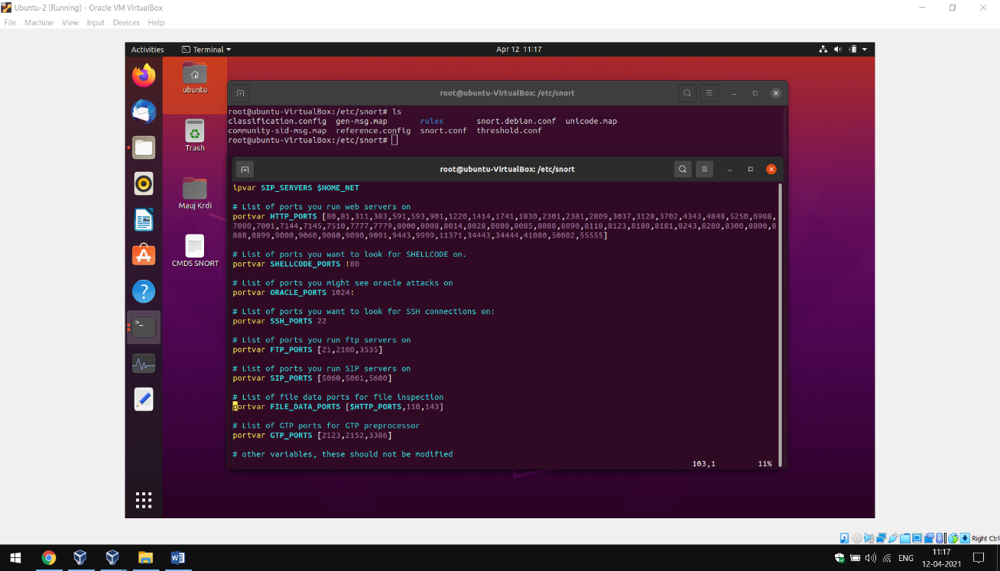 Ubuntu-2 [Running] - Oracle VM VirtualBox
File Machine View Input Devices Help
Activities Terminal Apr 12 11:17
ubuntu
Trash
Mauj Krdi
CMDS SNORT
root@ubuntu-VirtualBox: /etc/snort
root@ubuntu-VirtualBox:/etc/snort# ls
classification.config gen-msg.map rules snort.debian.conf unicode.map
community-sid-msg.map reference.config snort.conf threshold.conf
root@ubuntu-VirtualBox:/etc/snort#
root@ubuntu-VirtualBox: /etc/snort
ipvar SIP_SERVERS $HOME_NET
# List of ports you run web servers on
portvar HTTP_PORTS [80,81,311,383,591,593,901,1220,1414,1741,1830,2301,2381,2809,3037,3128,3702,4343,4848,5250,6988,
7000,7001,7144,7145,7510,7777,7779,8000,8008,8014,8028,8080,8085,8088,8090,8118,8123,8180,8181,8243,8280,8300,8800,8
888,8899,9000,9060,9080,9090,9091,9443,9999,11371,34443,34444,41080,50002,55555]
# List of ports you want to look for SHELLCODE on.
portvar SHELLCODE_PORTS !80
# List of ports you might see oracle attacks on
portvar ORACLE_PORTS 1024:
# List of ports you want to look for SSH connections on:
portvar SSH_PORTS 22
# List of ports you run ftp servers on
portvar FTP_PORTS [21,2100,3535]
# List of ports you run SIP servers on
portvar SIP_PORTS [5060,5061,5600]
# List of file data ports for file inspection
portvar FILE_DATA_PORTS [$HTTP_PORTS,110,143]
# List of GTP ports for GTP preprocessor
portvar GTP_PORTS [2123,2152,3386]
# other variables, these should not be modified
103,1 11%
Right Ctrl
ENG
11:17
12-04-2021